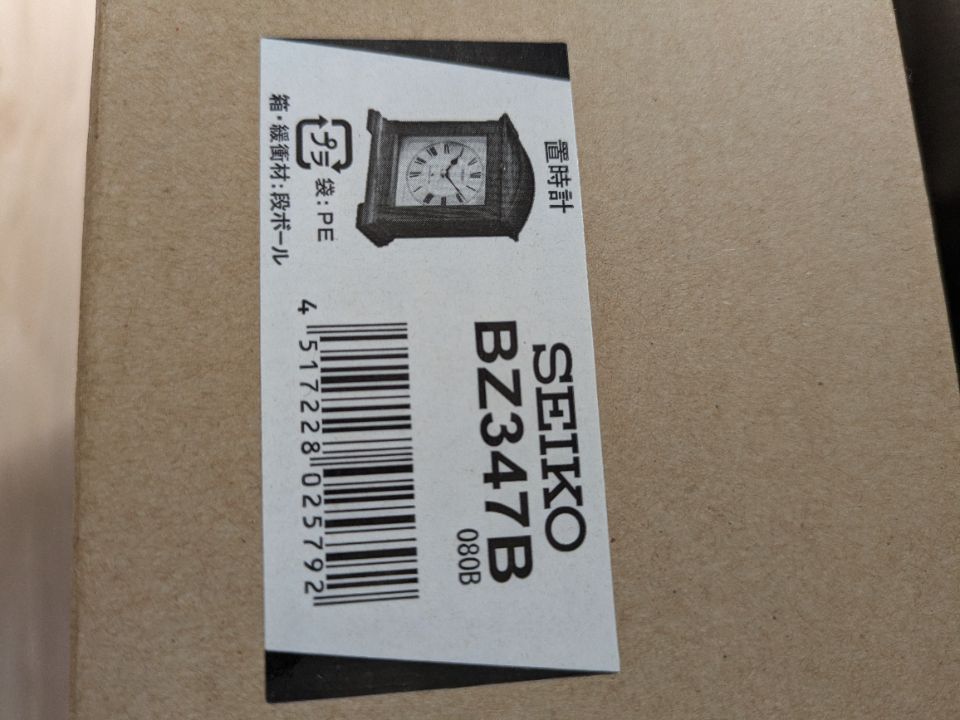 置時計
プラ 袋:PE
箱・緩衝材:段ボール
SEIKO
BZ347B
080B
4 517228 025792